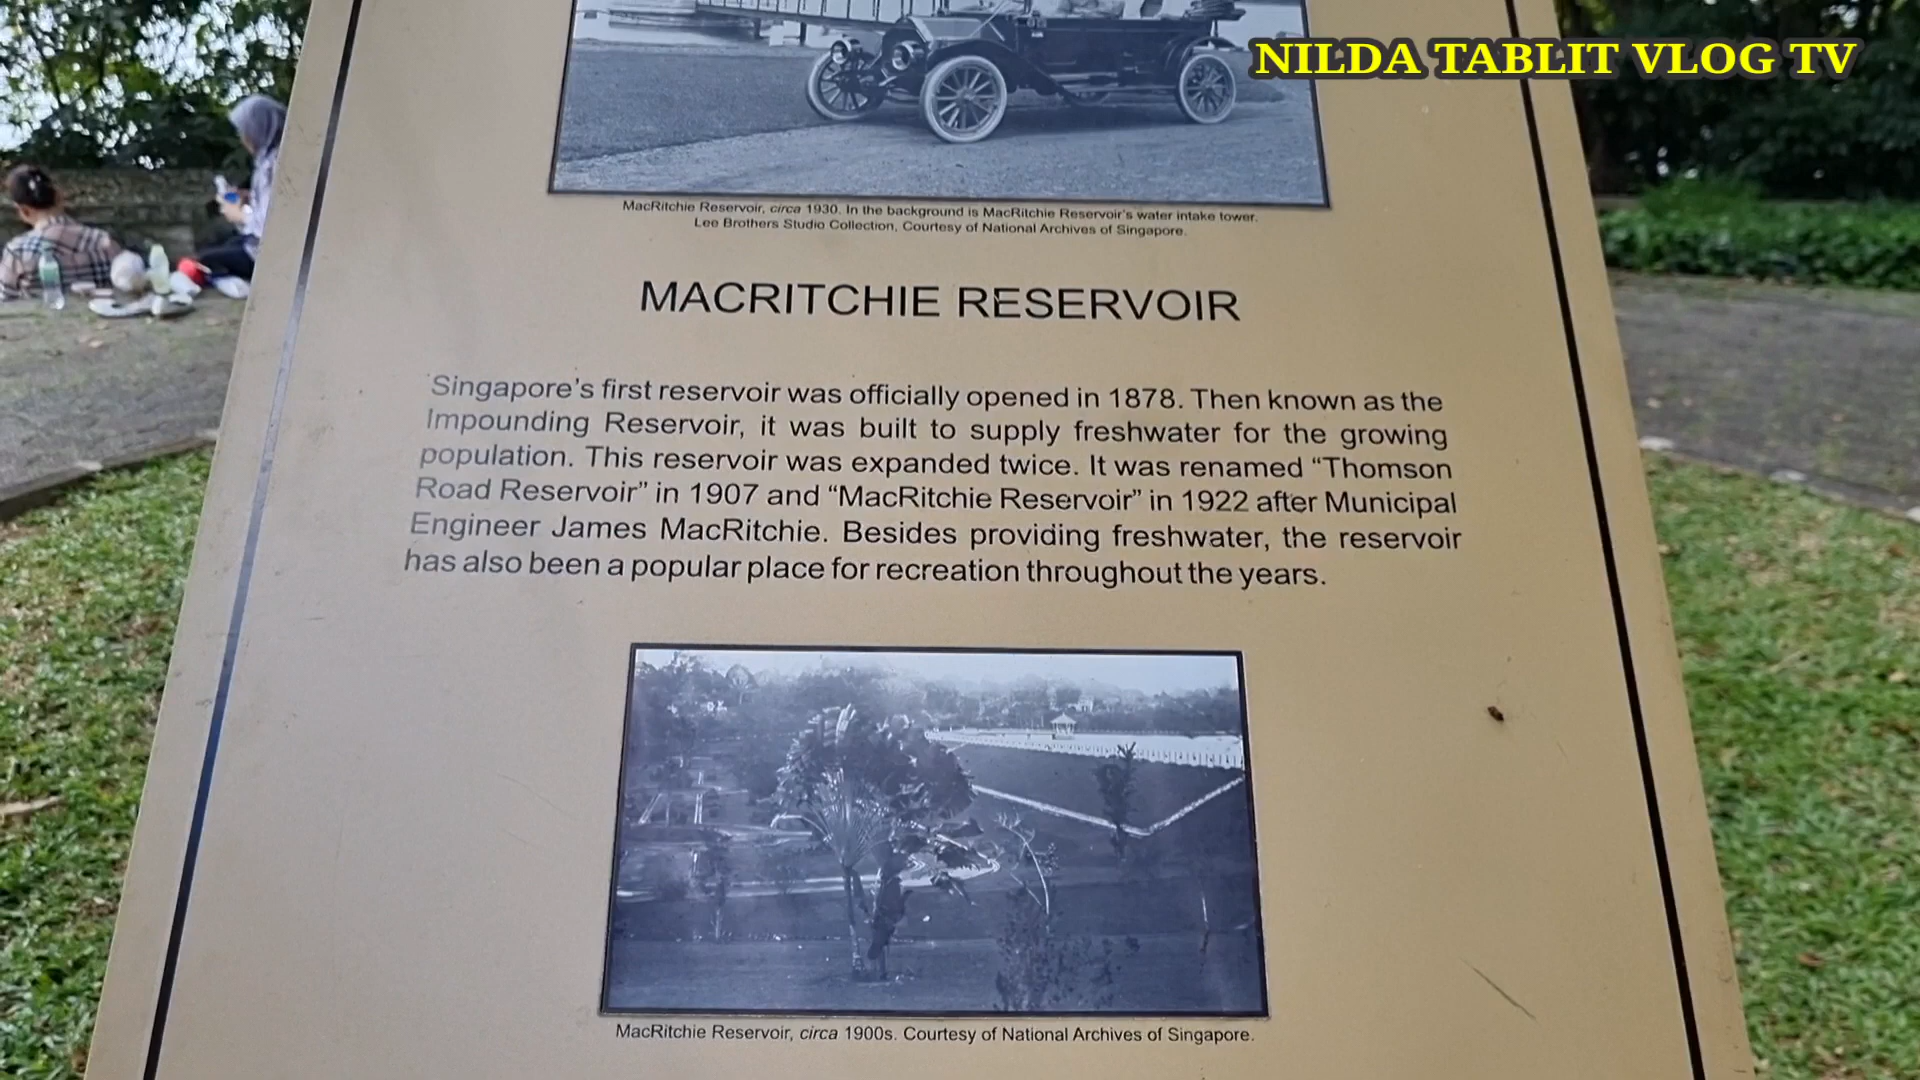 NILDA TABLIT VLOG TV
MacRitchie Reservoir, circa 1930. In the background is MacRitchie Reservoir's water intake tower.
Lee Brothers Studio Collection, Courtesy of National Archives of Singapore.
MACRITCHIE RESERVOIR
Singapore's first reservoir was officially opened in 1878. Then known as the
Impounding Reservoir, it was built to supply freshwater for the growing
population. This reservoir was expanded twice. It was renamed “Thomson
Road Reservoir” in 1907 and “MacRitchie Reservoir” in 1922 after Municipal
Engineer James MacRitchie. Besides providing freshwater, the reservoir
has also been a popular place for recreation throughout the years.
MacRitchie Reservoir, circa 1900s. Courtesy of National Archives of Singapore.